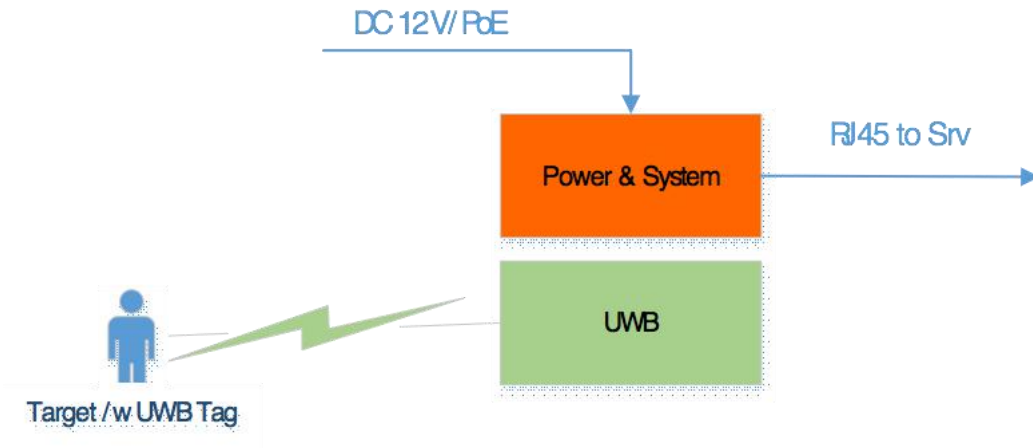 DC 12V/ PoE
RJ45 to Srv
Power & System
UWB
Target / w UWB Tag